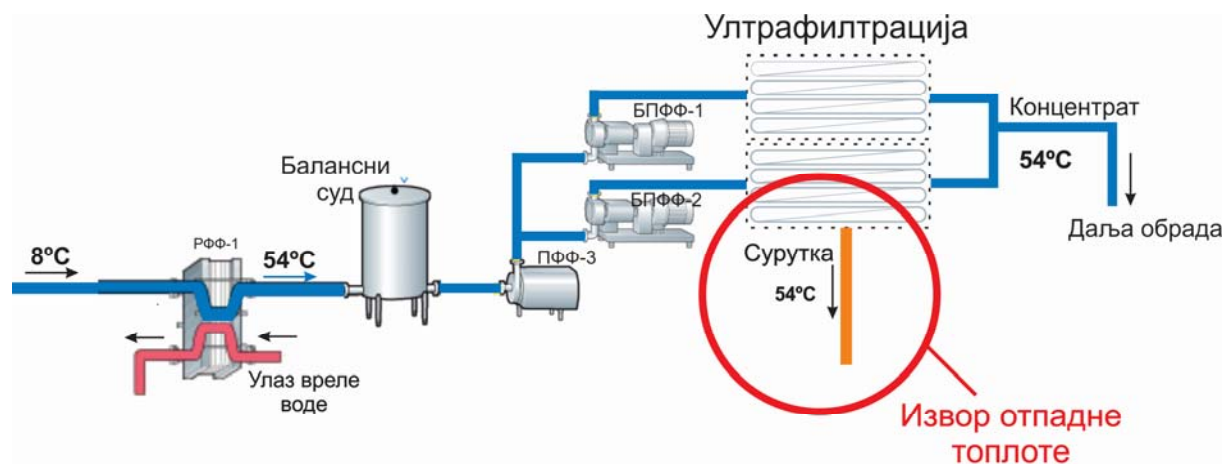 Ултрафилтрација
БПФФ-1
Концентрат
54ºC
Балансни
суд
БПФФ-2
Даља обрада
8ºC
РФФ-1
54ºC
ПФФ-3
Сурутка
54ºC
Улаз вреле
воде
Извор отпадне
топлоте